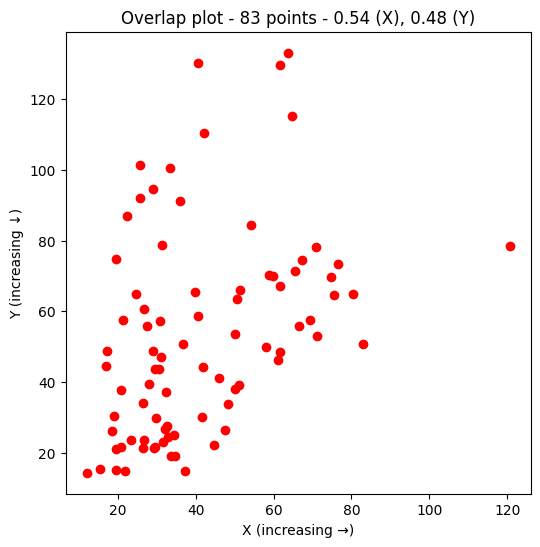 Overlap plot - 83 points - 0.54 (X), 0.48 (Y)
120
100
80
60
40
20
Y (increasing ↓)
20 40 60 80 100 120
X (increasing →)